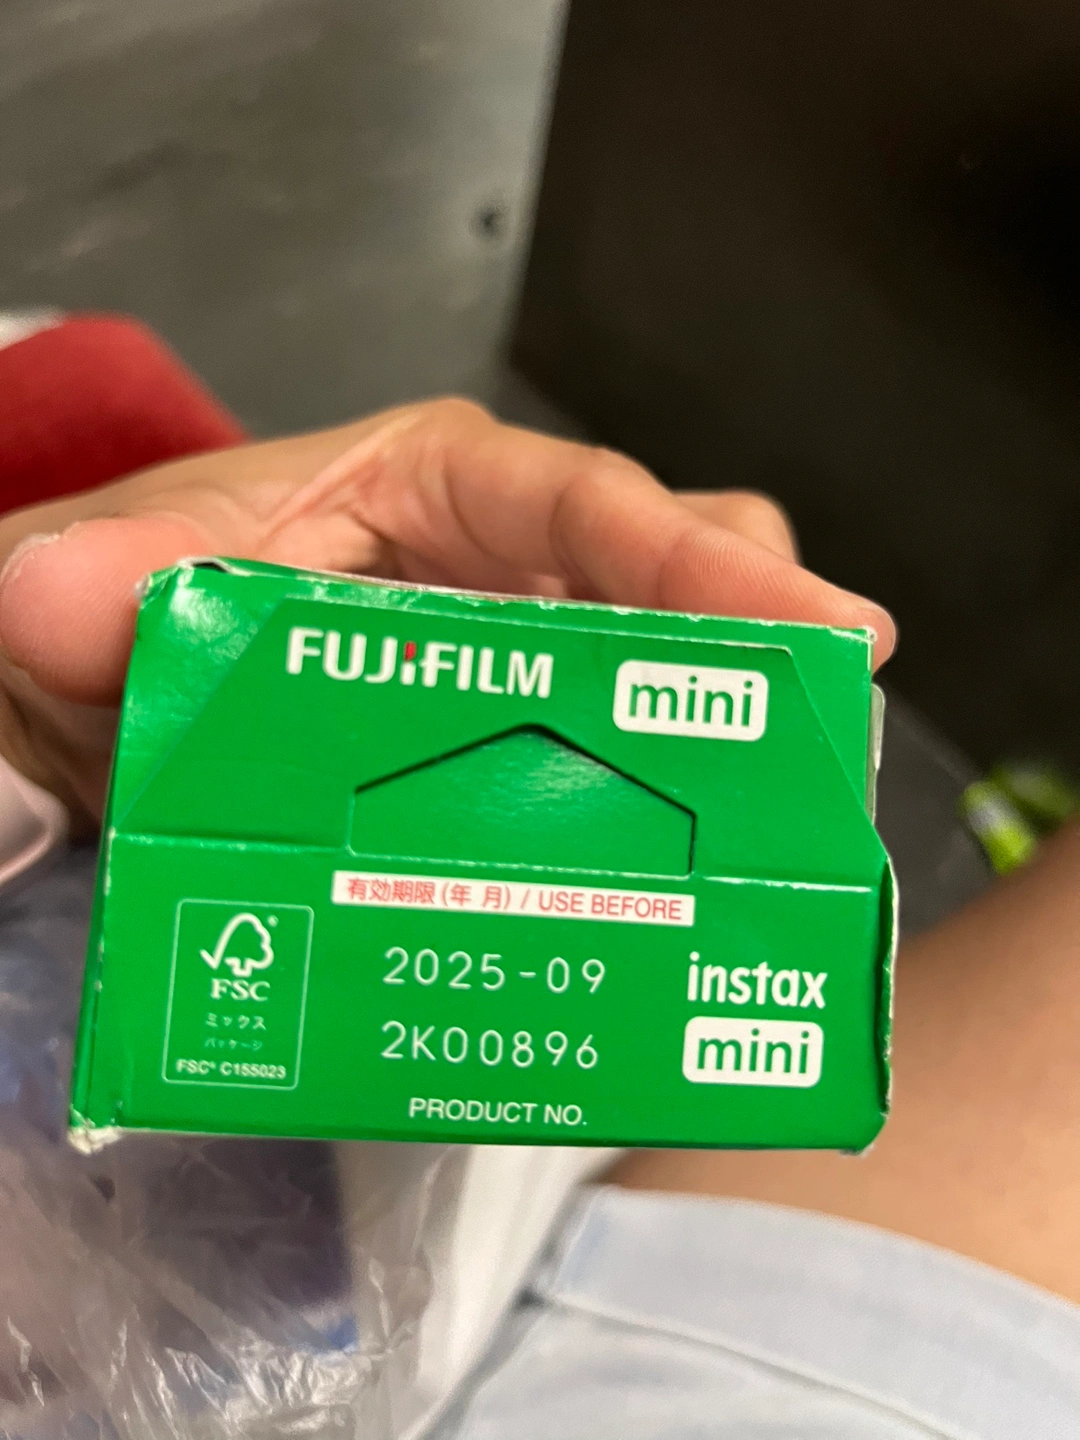 FUJIFILM
mini
有効期限(年 月) / USE BEFORE
2025-09
2K00896
PRODUCT NO.
instax
mini
FSC
ミックス
パッケージ
FSC® C155023